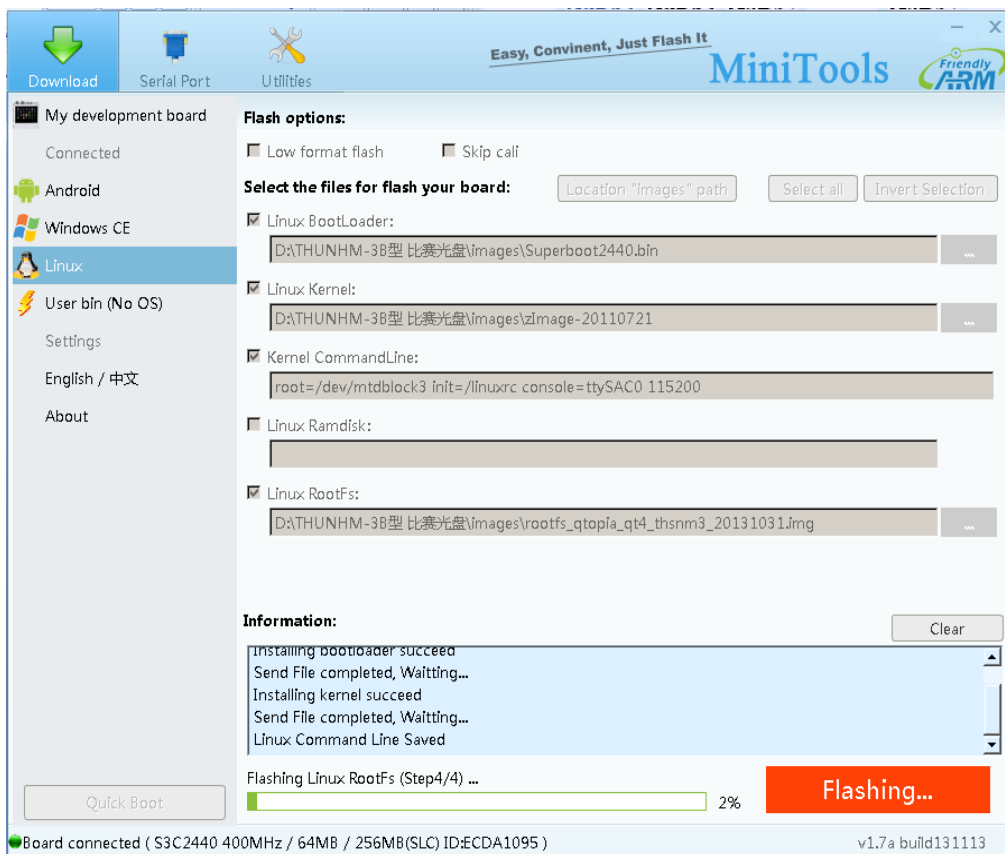 Easy, Convinent, Just Flash It
MiniTools
Friendly ARM
Download
Serial Port
Utilities
My development board
Connected
Android
Windows CE
Linux
User bin (No OS)
Settings
English / 中文
About
Quick Boot
Flash options:
Low format flash
Skip cali
Select the files for flash your board:
Location "images" path
Select all
Invert Selection
Linux BootLoader:
D:\THUNHM-3B型 比赛光盘\images\Superboot2440.bin
...
Linux Kernel:
D:\THUNHM-3B型 比赛光盘\images\zImage-20110721
...
Kernel CommandLine:
root=/dev/mtdblock3 init=/linuxrc console=ttySAC0 115200
Linux Ramdisk:
Linux RootFs:
D:\THUNHM-3B型 比赛光盘\images\rootfs_qtopia_qt4_thsnm3_20131031.img
...
Information:
Clear
Installing bootloader succeed
Send File completed, Waitting...
Installing kernel succeed
Send File completed, Waitting...
Linux Command Line Saved
Flashing Linux RootFs (Step4/4) ...
2%
Flashing...
Board connected ( S3C2440 400MHz / 64MB / 256MB(SLC) ID:ECDA1095 )
v1.7a build131113